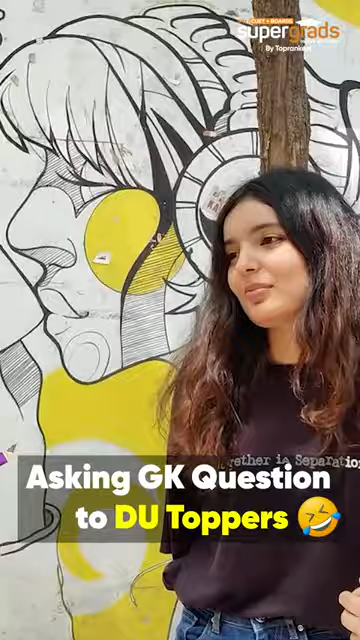 CUET + BOARDS
supergrads
By Toprankers
Asking GK Question
to DU Toppers 🤣